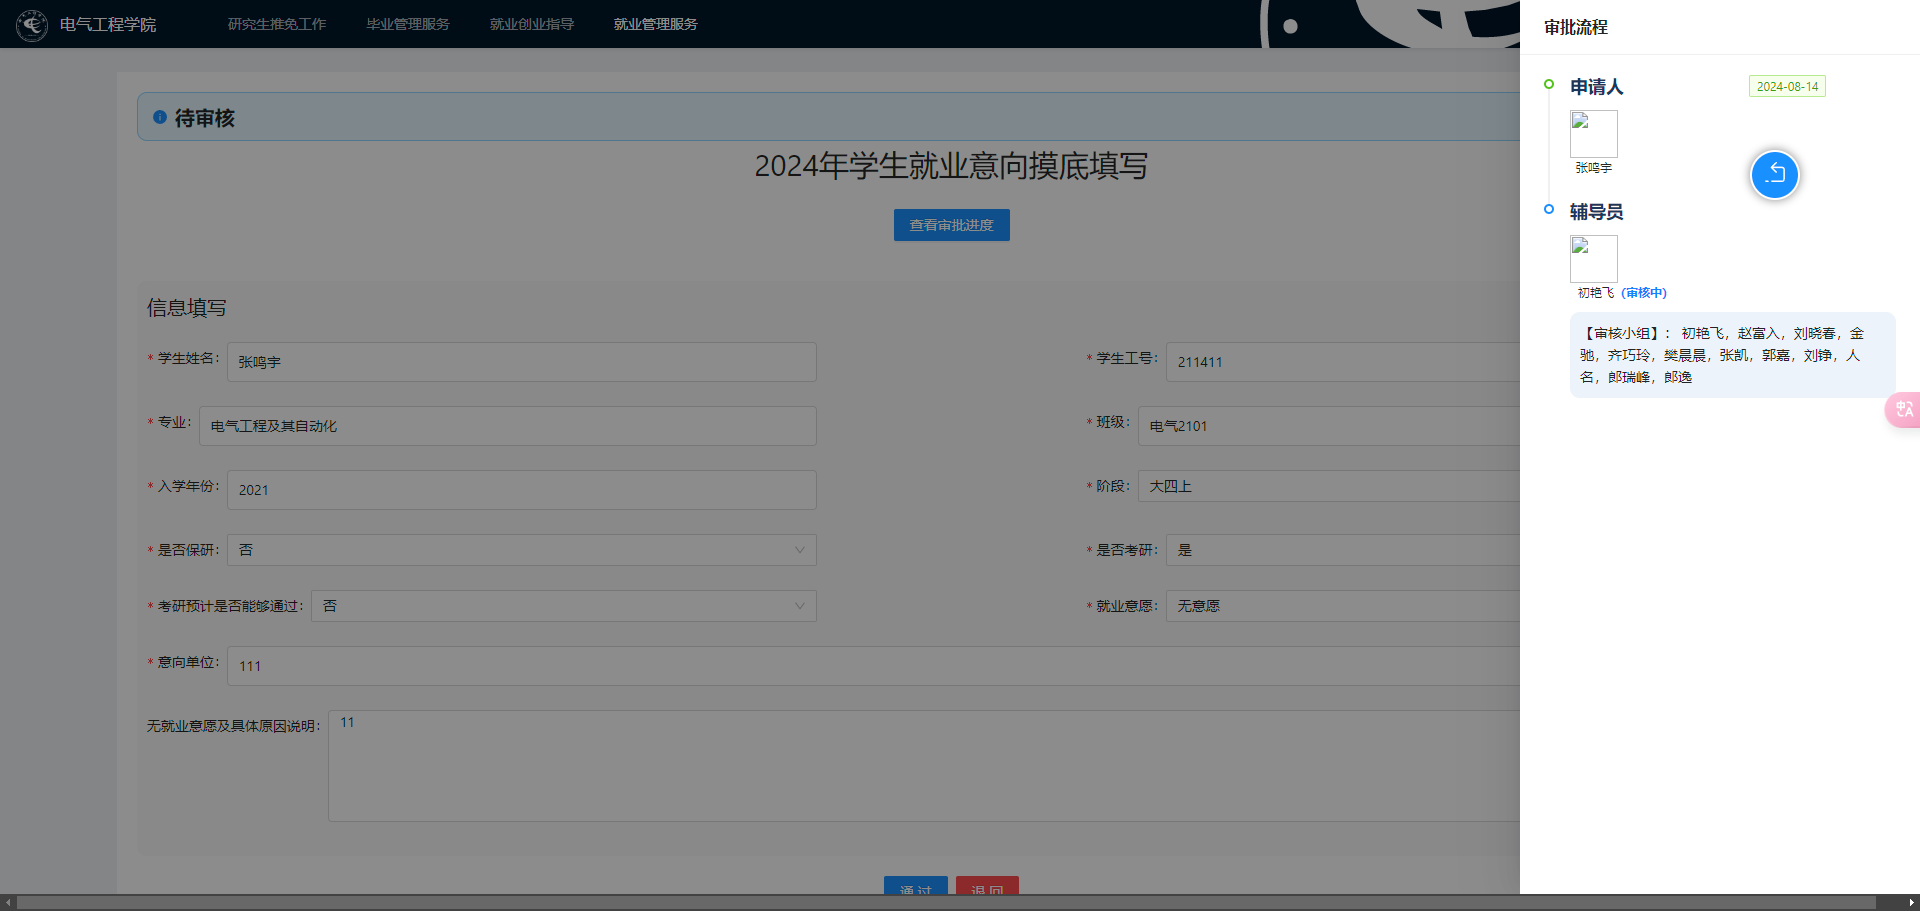 电气工程学院
研究生推免工作 毕业管理服务 就业创业指导 就业管理服务
待审核
2024年学生就业意向摸底填写
查看审批进度
信息填写
* 学生姓名： 张鸣宇
* 学生工号： 211411
* 专业： 电气工程及其自动化
* 班级： 电气2101
* 入学年份： 2021
* 阶段： 大四上
* 是否保研： 否
* 是否考研： 是
* 考研预计是否能够通过： 否
* 就业意愿： 无意愿
* 意向单位： 111
无就业意愿及具体原因说明： 11
通 过 退 回
审批流程
申请人 2024-08-14
张鸣宇
辅导员
初艳飞 (审核中)
【审核小组】： 初艳飞，赵富入，刘晓春，金
驰，齐巧玲，樊晨晨，张凯，郭嘉，刘铮，人
名，郎瑞峰，郎逸